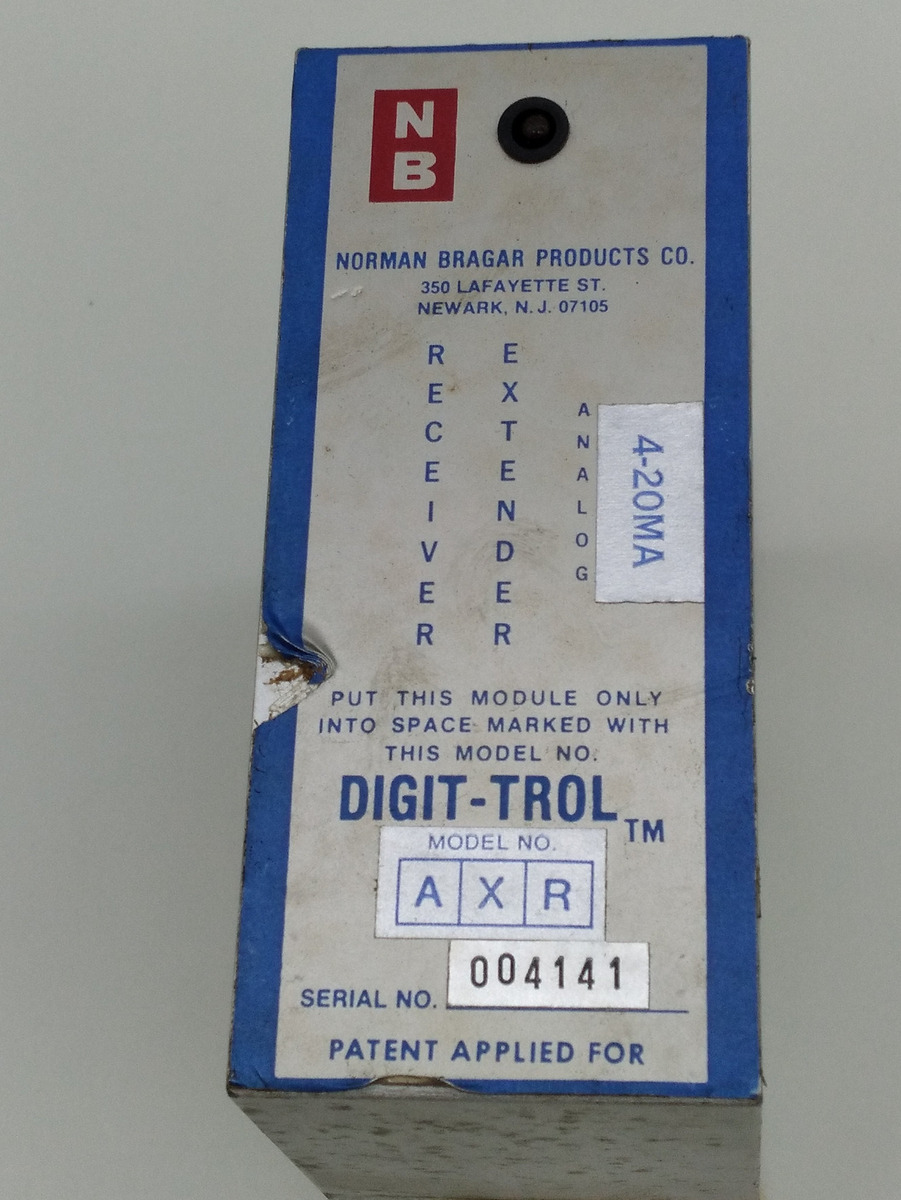 N
B
NORMAN BRAGAR PRODUCTS CO.
350 LAFAYETTE ST.
NEWARK, N.J. 07105
RECEIVER
EXTENDER
ANALOG
4-20MA
PUT THIS MODULE ONLY
INTO SPACE MARKED WITH
THIS MODEL NO.
DIGIT-TROL TM
MODEL NO.
A X R
SERIAL NO. 004141
PATENT APPLIED FOR